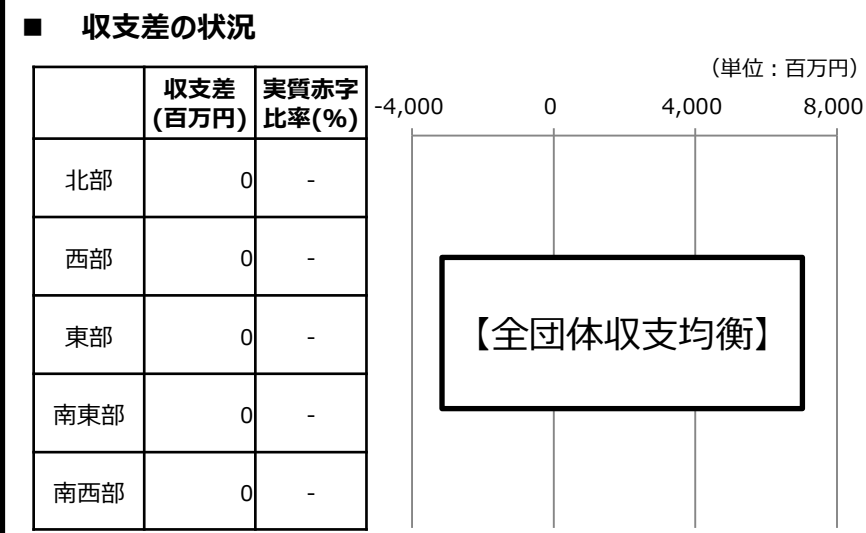 ■ 収支差の状況
（単位：百万円）
収支差
(百万円)
実質赤字
比率(%)
-4,000 0 4,000 8,000
北部 0 -
西部 0 -
東部 0 -
南東部 0 -
南西部 0 -
【全団体収支均衡】